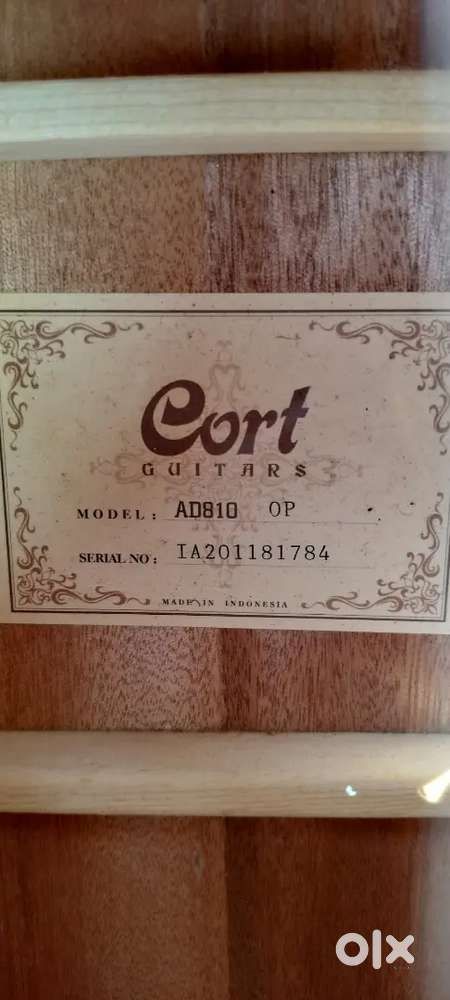 Cort
GUITARS
MODEL: AD810 OP
SERIAL NO: IA201181784
MADE IN INDONESIA
olx